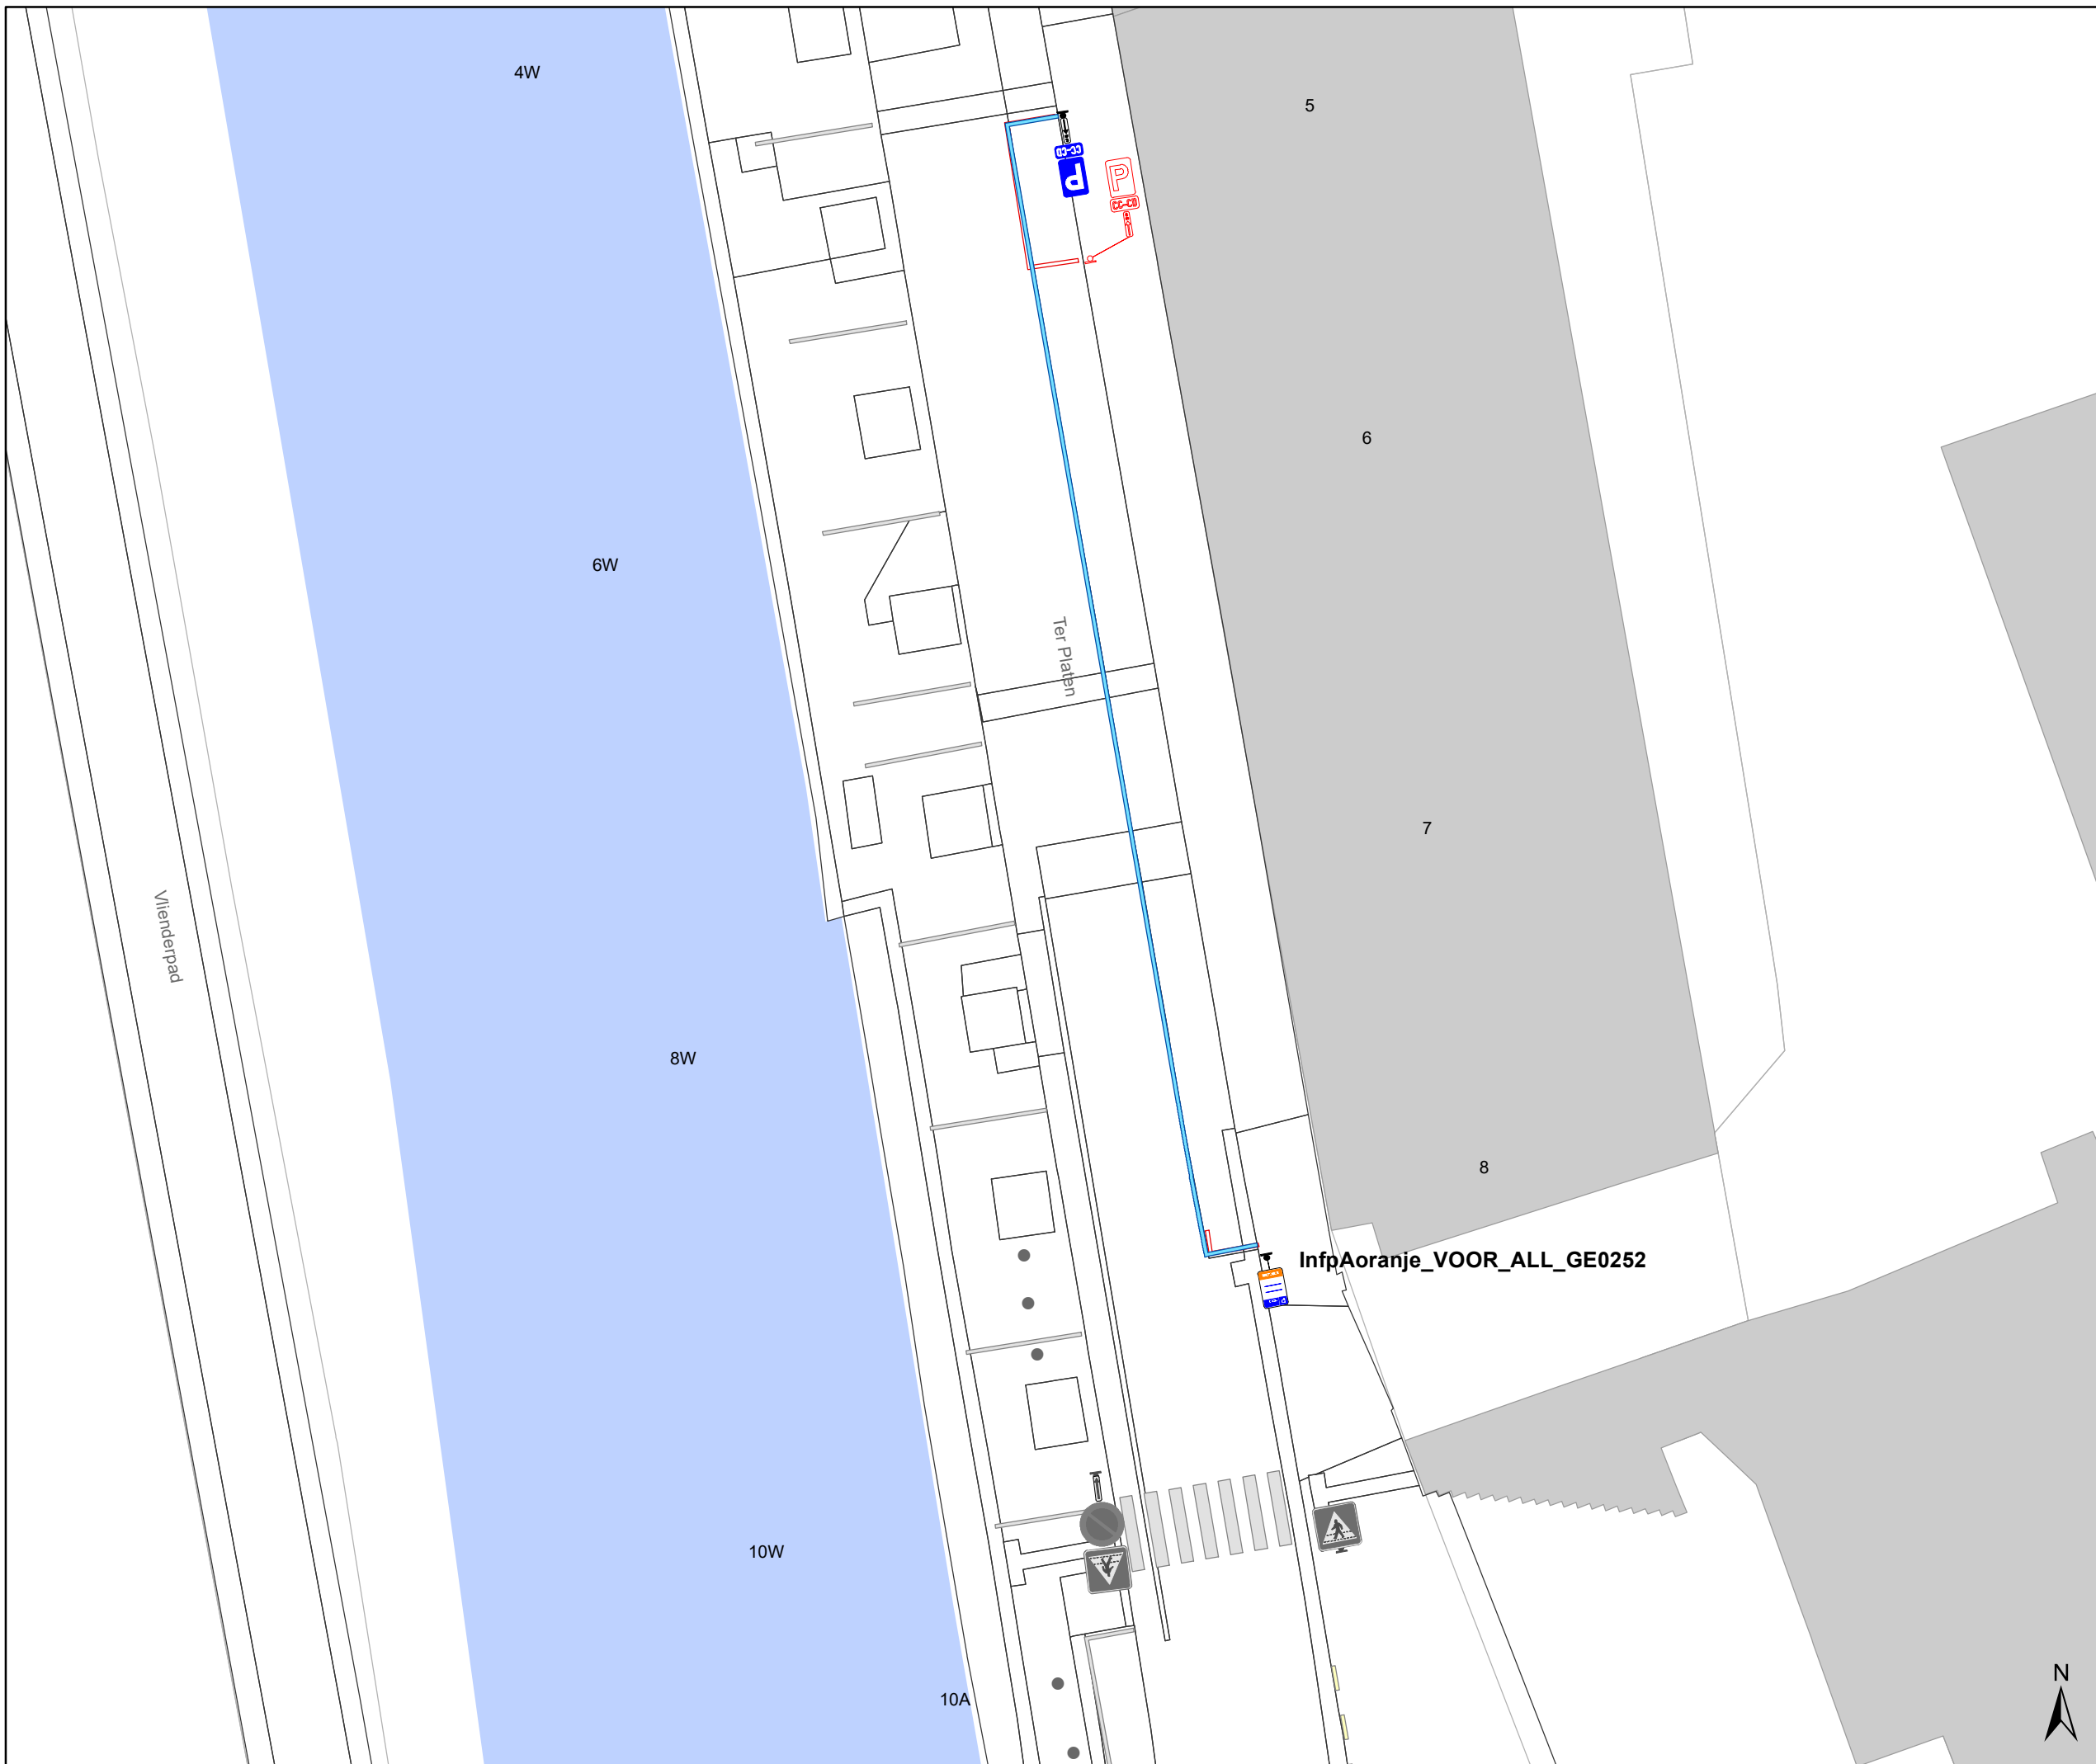 4W
5
P
6
6W
Ter Platen
7
Vlienderpad
8W
8
InfpAoranje_VOOR_ALL_GE0252
10W
10A
N